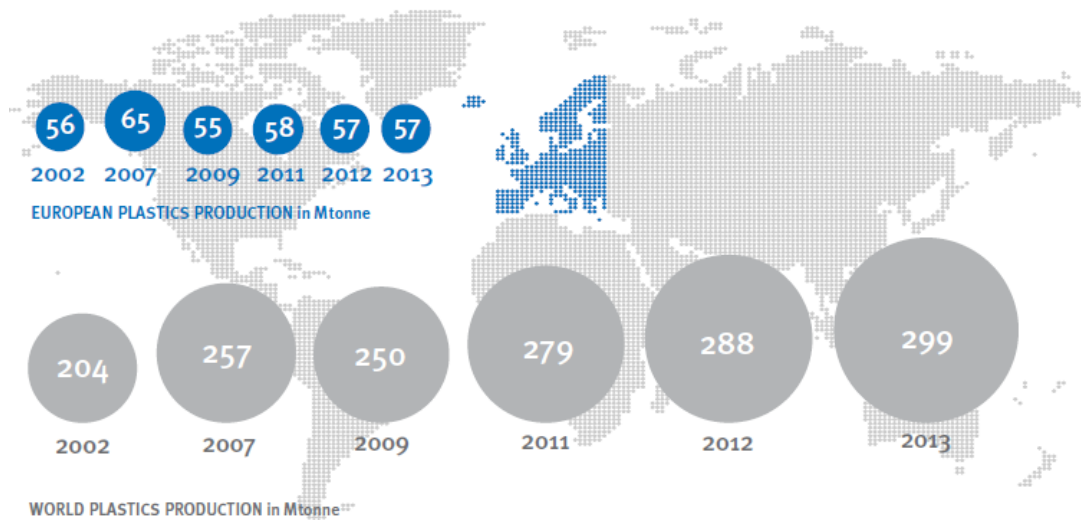 56 65 55 58 57 57
2002 2007 2009 2011 2012 2013
EUROPEAN PLASTICS PRODUCTION in Mtonne
204 257 250 279 288 299
2002 2007 2009 2011 2012 2013
WORLD PLASTICS PRODUCTION in Mtonne